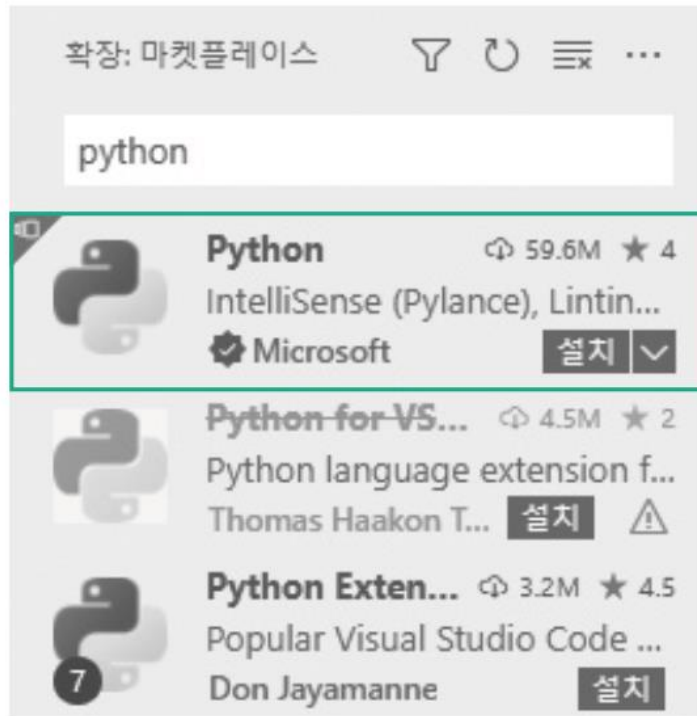 확장: 마켓플레이스
python
Python 59.6M ★ 4
IntelliSense (Pylance), Lintin...
Microsoft 설치
Python for VS... 4.5M ★ 2
Python language extension f...
Thomas Haakon T... 설치
Python Exten... 3.2M ★ 4.5
Popular Visual Studio Code ...
7 Don Jayamanne 설치